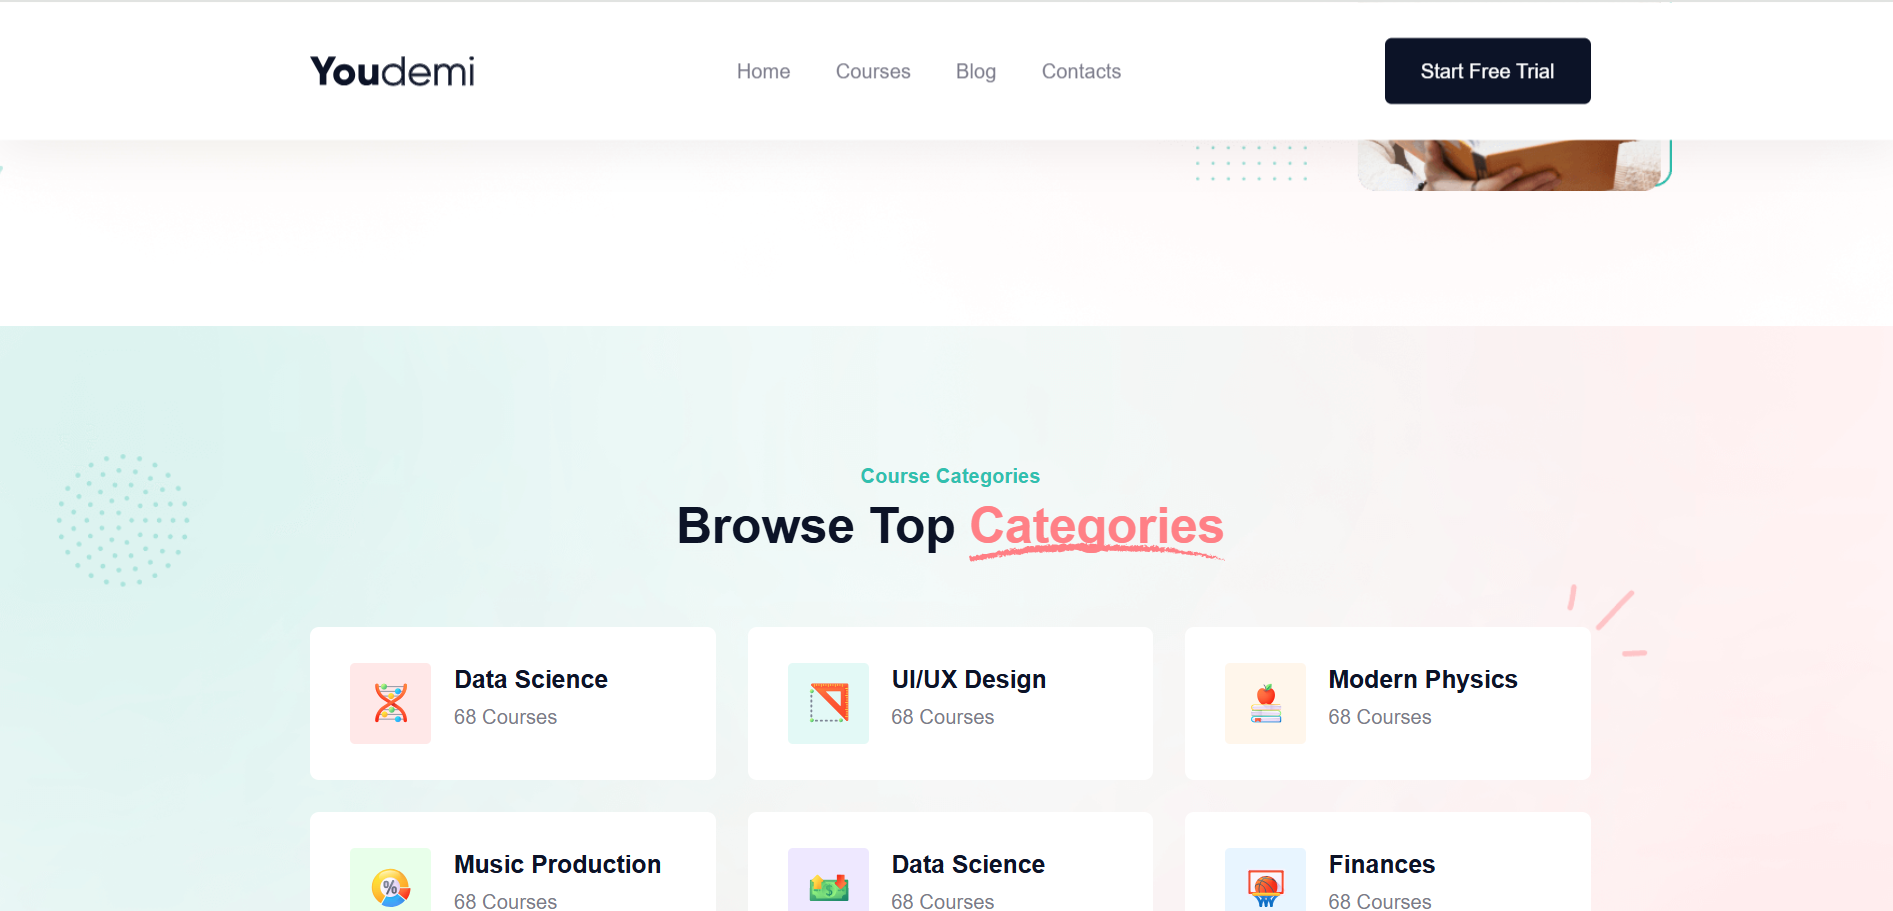 Youdemi
Home Courses Blog Contacts
Start Free Trial
Course Categories
Browse Top Categories
Data Science
68 Courses
UI/UX Design
68 Courses
Modern Physics
68 Courses
Music Production
68 Courses
Data Science
68 Courses
Finances
68 Courses
%
$